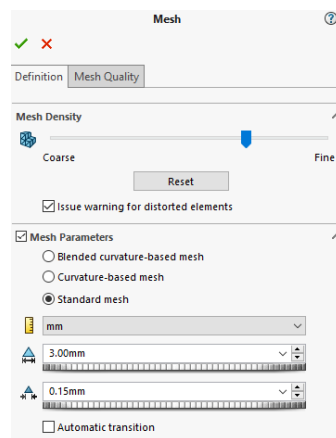 Mesh
Definition Mesh Quality
Mesh Density
Coarse Fine
Reset
Issue warning for distorted elements
Mesh Parameters
Blended curvature-based mesh
Curvature-based mesh
Standard mesh
mm
3.00mm
0.15mm
Automatic transition